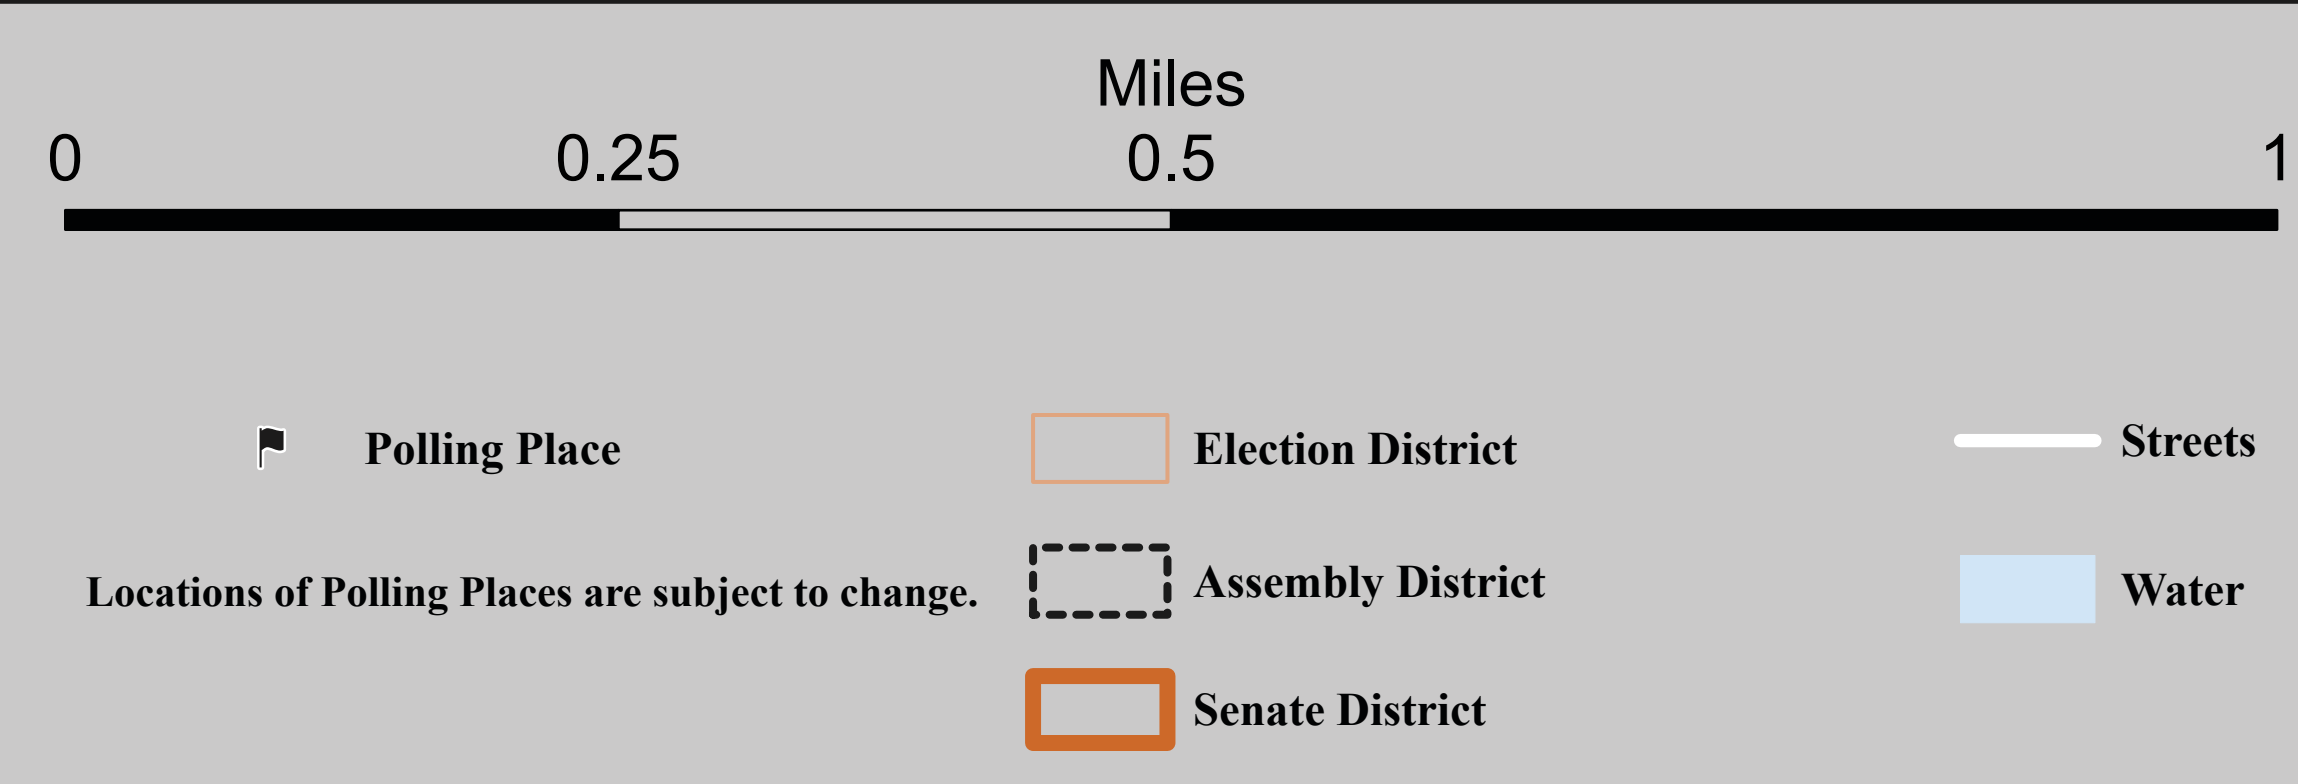 Miles
0 0.25 0.5 1
Polling Place
Election District
Streets
Locations of Polling Places are subject to change.
Assembly District
Water
Senate District